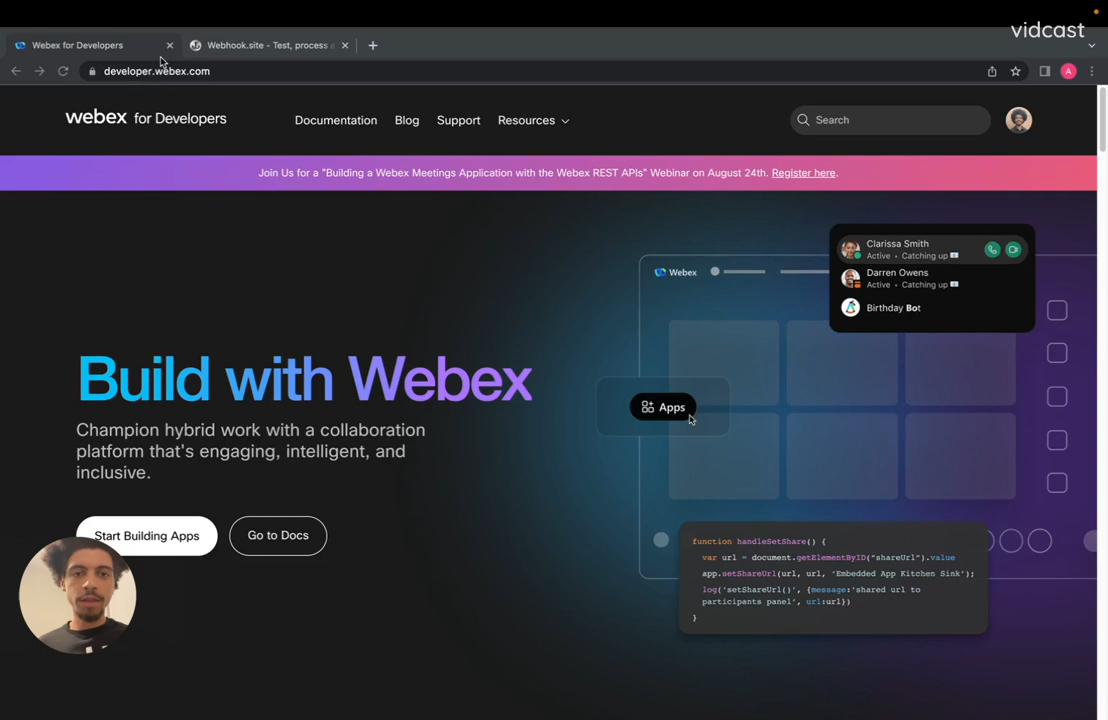 vidcast
Webex for Developers
Webhook.site - Test, process
developer.webex.com
A
webex for Developers
Documentation
Blog
Support
Resources
Search
Join Us for a "Building a Webex Meetings Application with the Webex REST APIs" Webinar on August 24th. Register here.
Clarissa Smith
Active • Catching up
Webex
Darren Owens
Active • Catching up
Birthday Bot
Build with Webex
Apps
Champion hybrid work with a collaboration
platform that's engaging, intelligent, and
inclusive.
Start Building Apps
Go to Docs
function handleSetShare() {
var url = document.getElementByID("shareUrl").value
app.setShareUrl(url, url, 'Embedded App Kitchen Sink');
log('setShareUrl()', {message:'shared url to
participants panel', url:url})
}